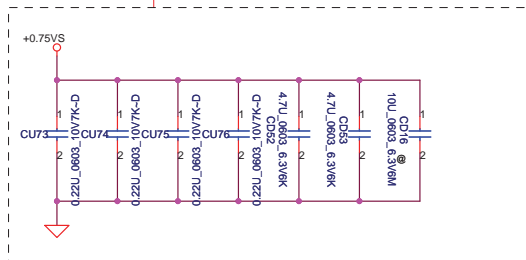 +0.75VS
1
1
1
1
1
1
1
CU73
CU74
CU75
CU76
CD52
CD53
CD16
@
2
2
2
2
2
2
2
0.22U_0603_10V7K~D
0.22U_0603_10V7K~D
0.22U_0603_10V7K~D
0.22U_0603_10V7K~D
4.7U_0603_6.3V6K
4.7U_0603_6.3V6K
10U_0603_6.3V6M